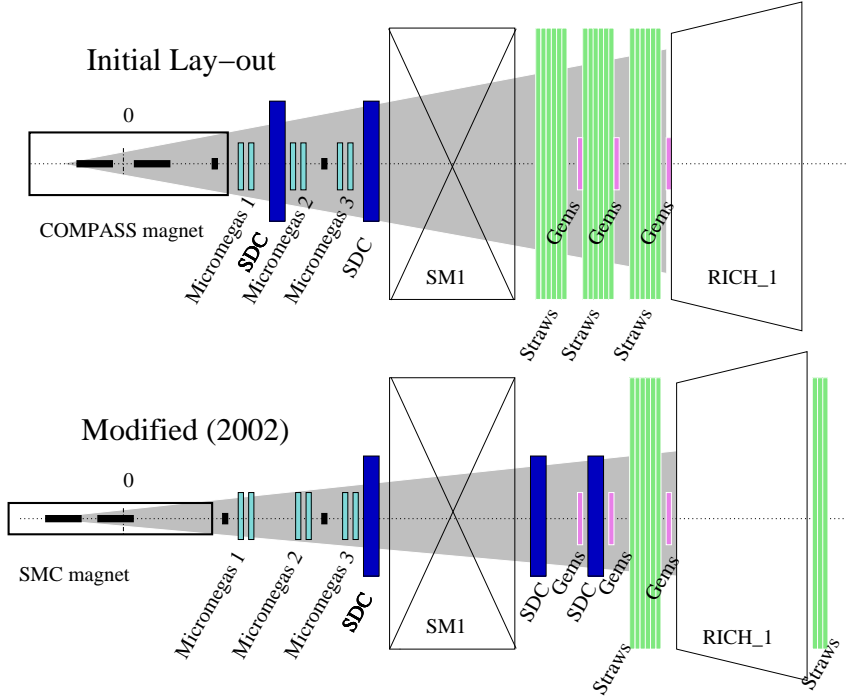 Initial Lay-out
0
COMPASS magnet
Micromegas 1
SDC
Micromegas 2
Micromegas 3
SDC
SM1
Gems
Gems
Gems
RICH_1
Straws
Straws
Straws
Modified (2002)
0
SMC magnet
Micromegas 1
Micromegas 2
Micromegas 3
SDC
SM1
SDC
Gems
SDC
Gems
Gems
RICH_1
Straws
Straws